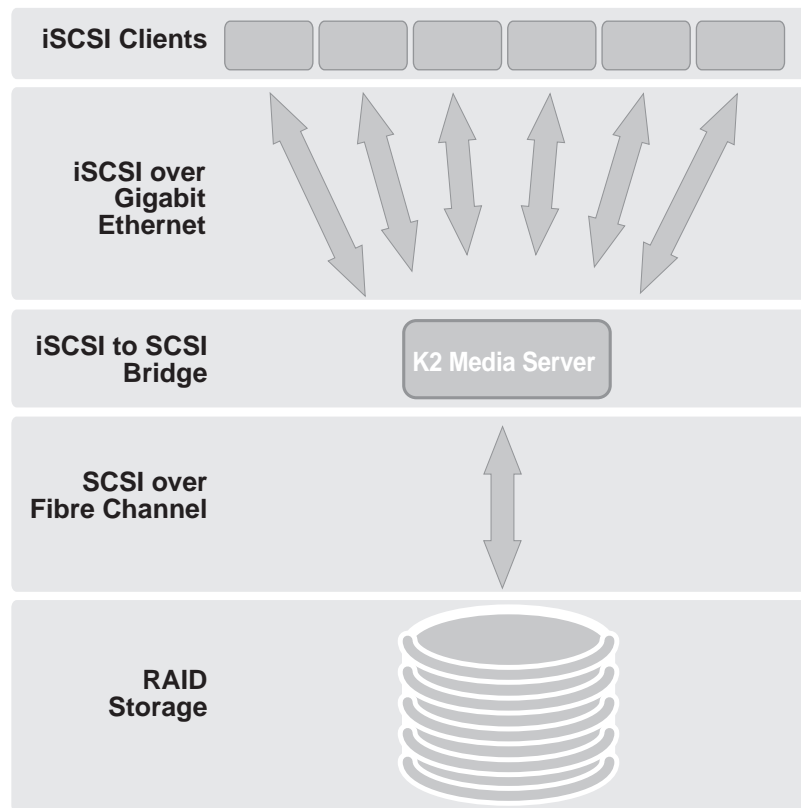 iSCSI Clients
iSCSI over
Gigabit
Ethernet
iSCSI to SCSI
Bridge
K2 Media Server
SCSI over
Fibre Channel
RAID
Storage